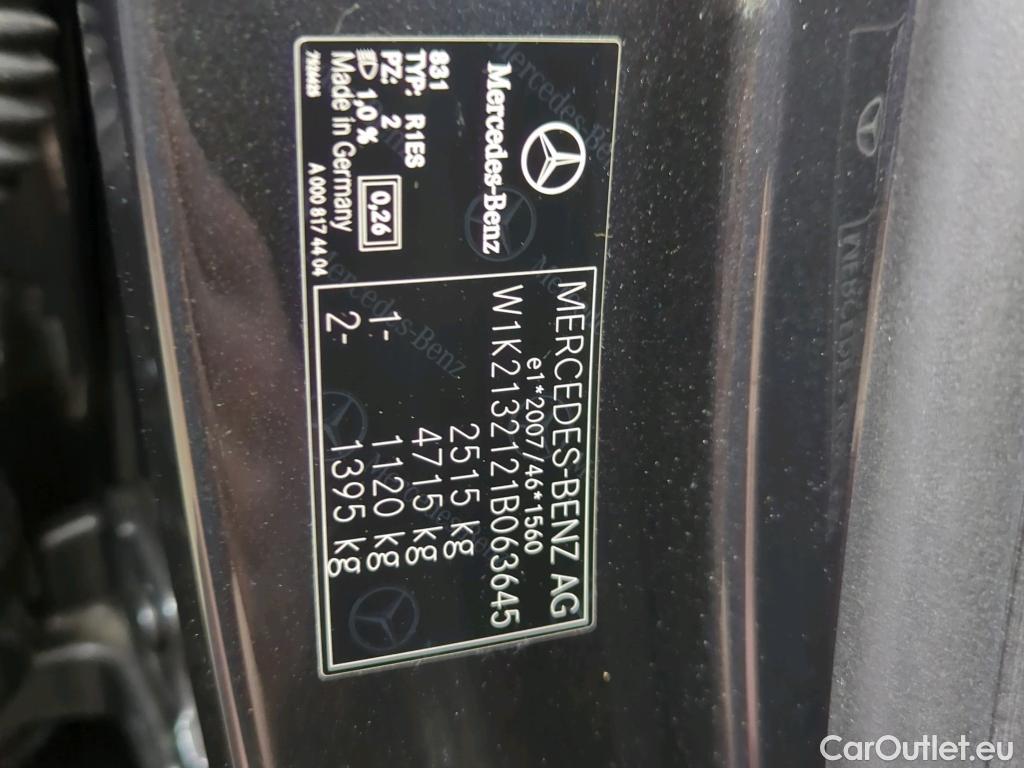 Mercedes-Benz
831
TYP: R1ES
PZ: 2
1,0 %
0,26
Made in Germany
A 000 817 44 04
MERCEDES-BENZ AG
e1*2007/46*1560
W1K2132121B063645
2515 kg
4715 kg
1- 1120 kg
2- 1395 kg
CarOutlet.eu